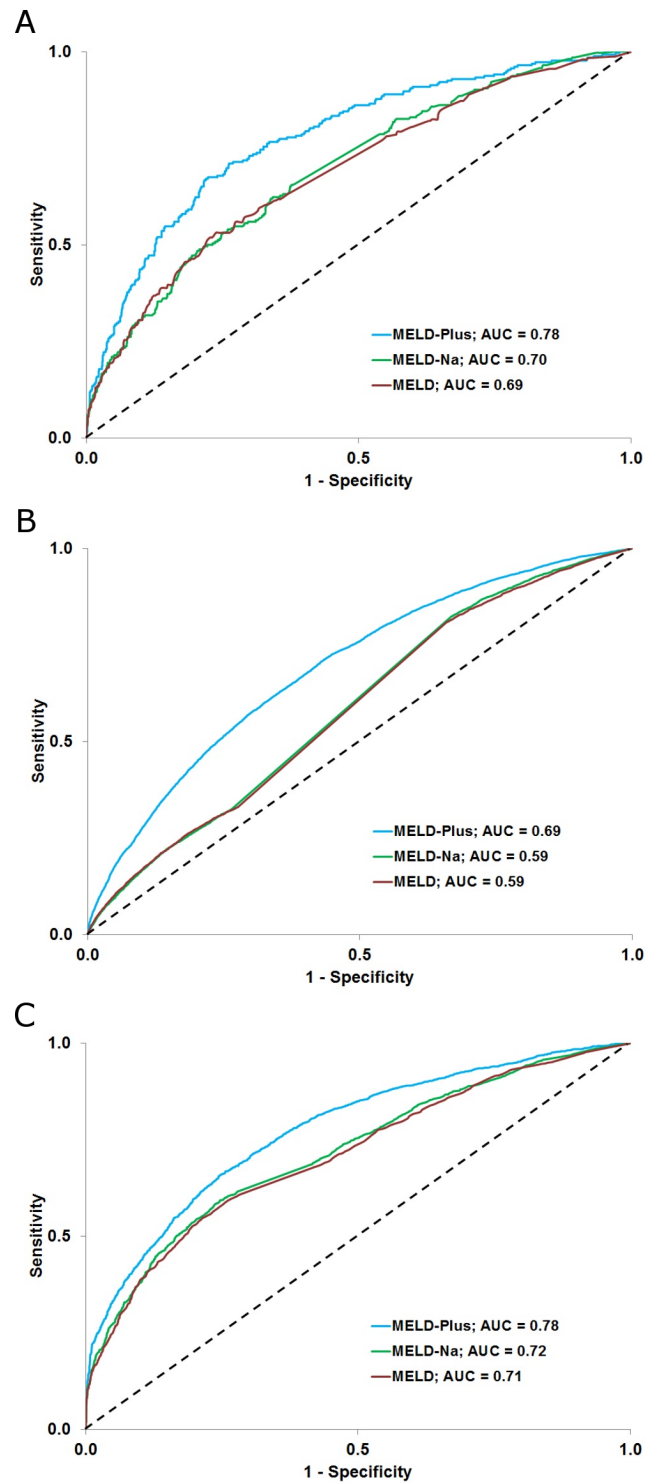 A
1.0
0.5
0.0
Sensitivity
MELD-Plus; AUC = 0.78
MELD-Na; AUC = 0.70
MELD; AUC = 0.69
0.0 0.5 1.0
1 - Specificity
B
1.0
0.5
0.0
Sensitivity
MELD-Plus; AUC = 0.69
MELD-Na; AUC = 0.59
MELD; AUC = 0.59
0.0 0.5 1.0
1 - Specificity
C
1.0
0.5
0.0
Sensitivity
MELD-Plus; AUC = 0.78
MELD-Na; AUC = 0.72
MELD; AUC = 0.71
0.0 0.5 1.0
1 - Specificity